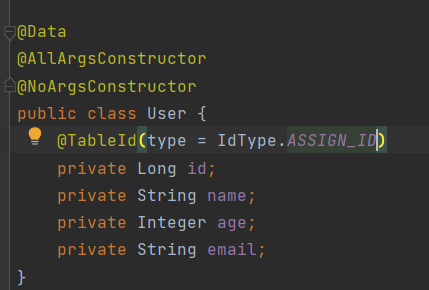 @Data
@AllArgsConstructor
@NoArgsConstructor
public class User {
@TableId(type = IdType.ASSIGN_ID)
private Long id;
private String name;
private Integer age;
private String email;
}